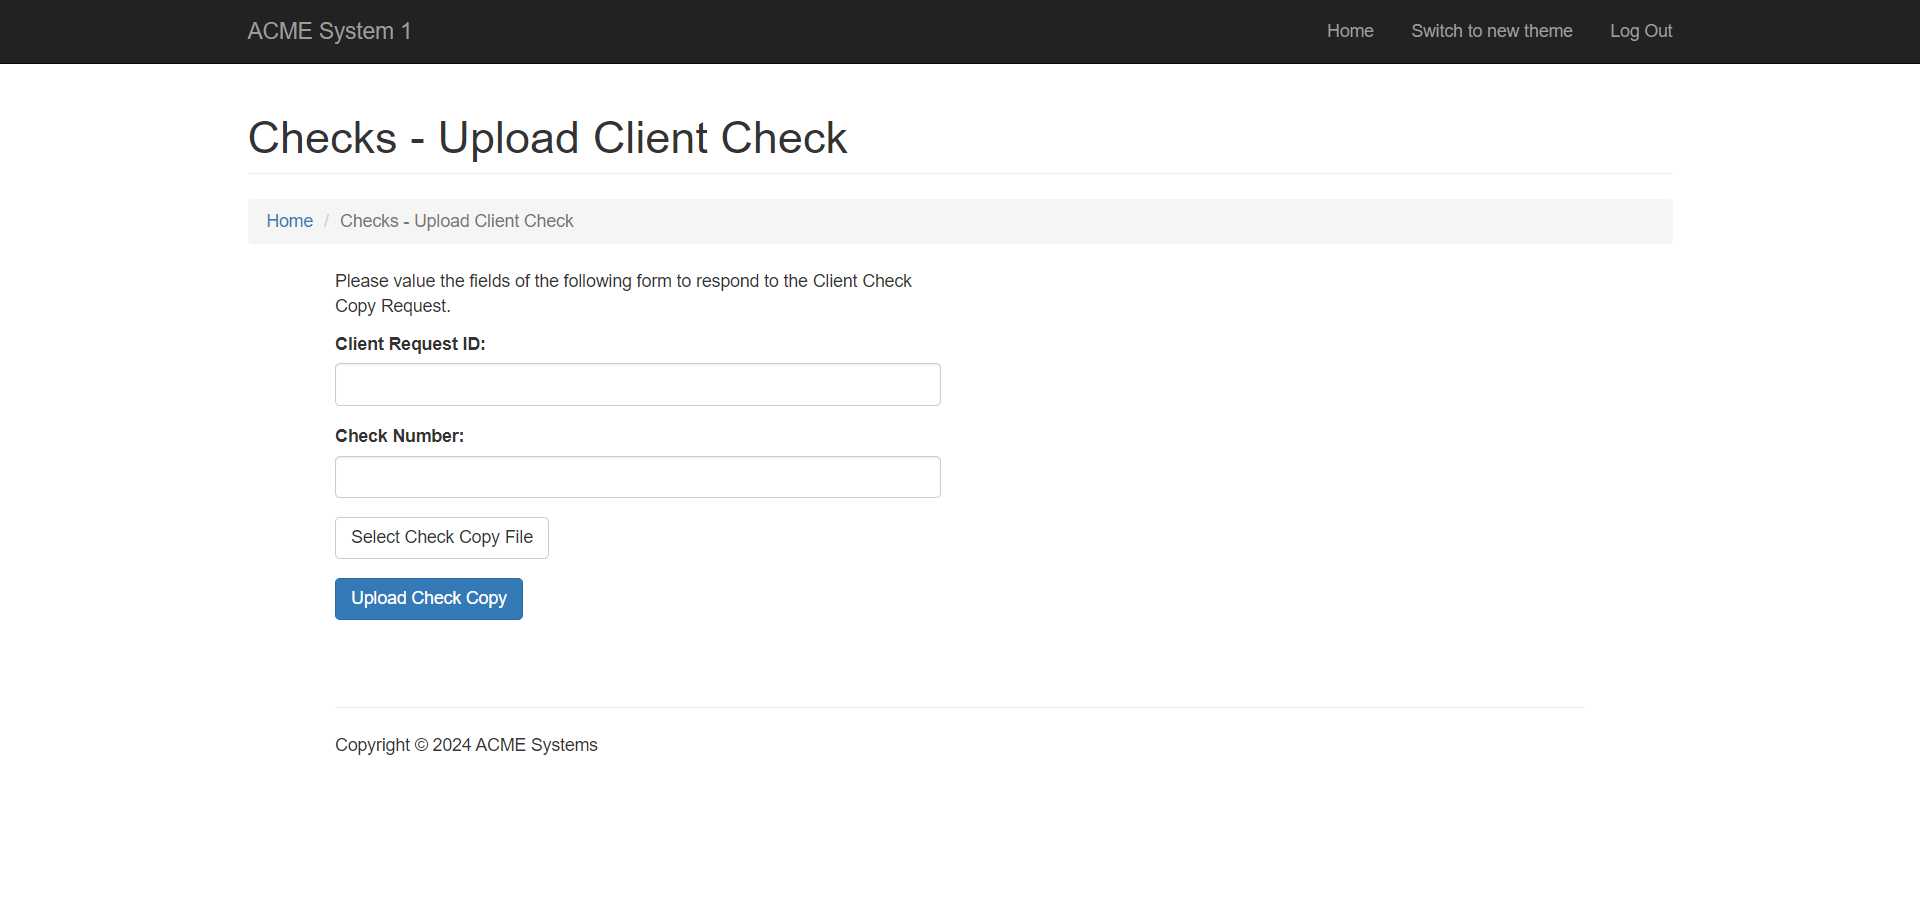 ACME System 1
Home
Switch to new theme
Log Out
Checks - Upload Client Check
Home / Checks - Upload Client Check
Please value the fields of the following form to respond to the Client Check
Copy Request.
Client Request ID:
Check Number:
Select Check Copy File
Upload Check Copy
Copyright © 2024 ACME Systems